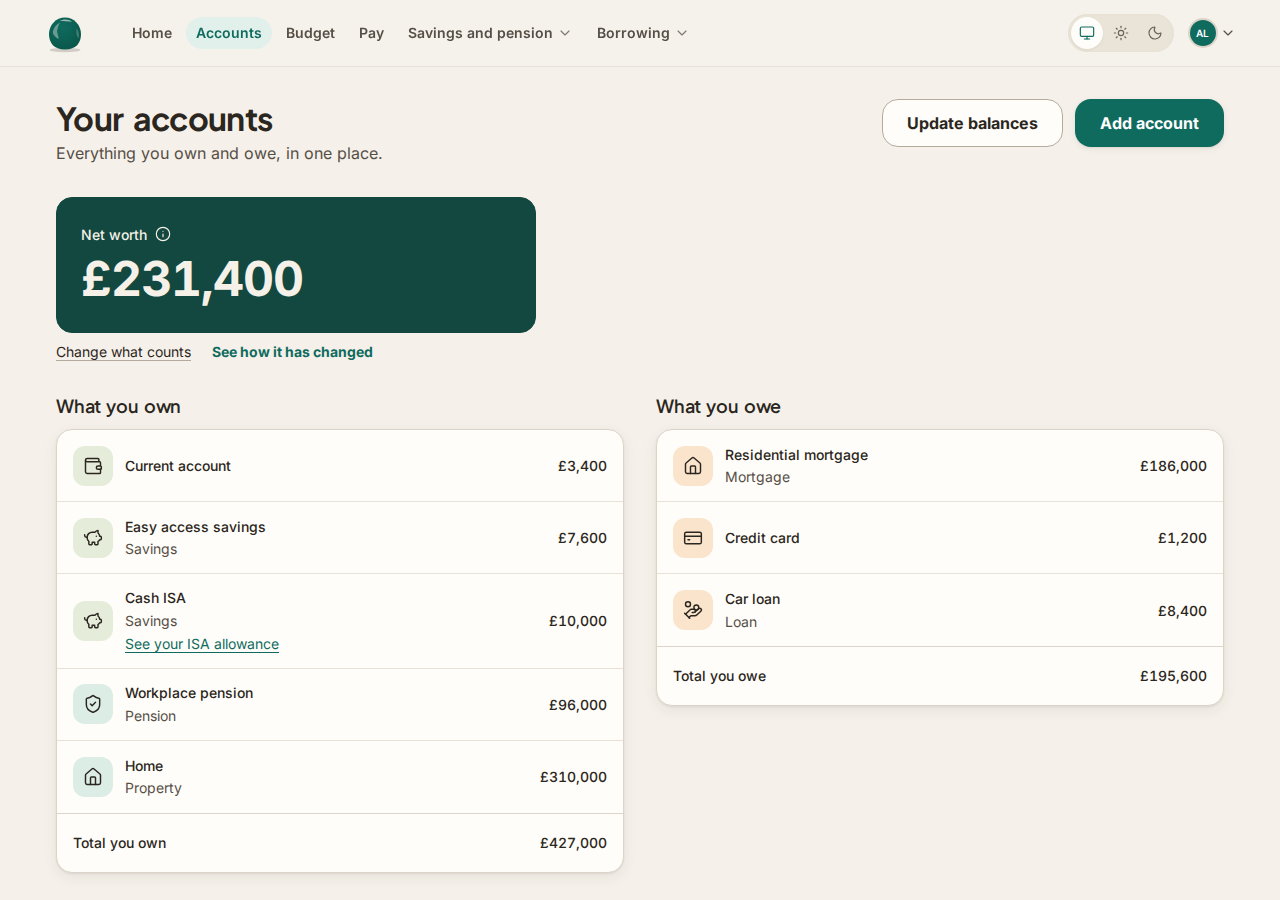 Home Accounts Budget Pay Savings and pension Borrowing AL
Your accounts
Everything you own and owe, in one place.
Update balances
Add account
Net worth
£231,400
Change what counts See how it has changed
What you own
Current account £3,400
Easy access savings
Savings
£7,600
Cash ISA
Savings
See your ISA allowance
£10,000
Workplace pension
Pension
£96,000
Home
Property
£310,000
Total you own £427,000
What you owe
Residential mortgage
Mortgage
£186,000
Credit card £1,200
Car loan
Loan
£8,400
Total you owe £195,600